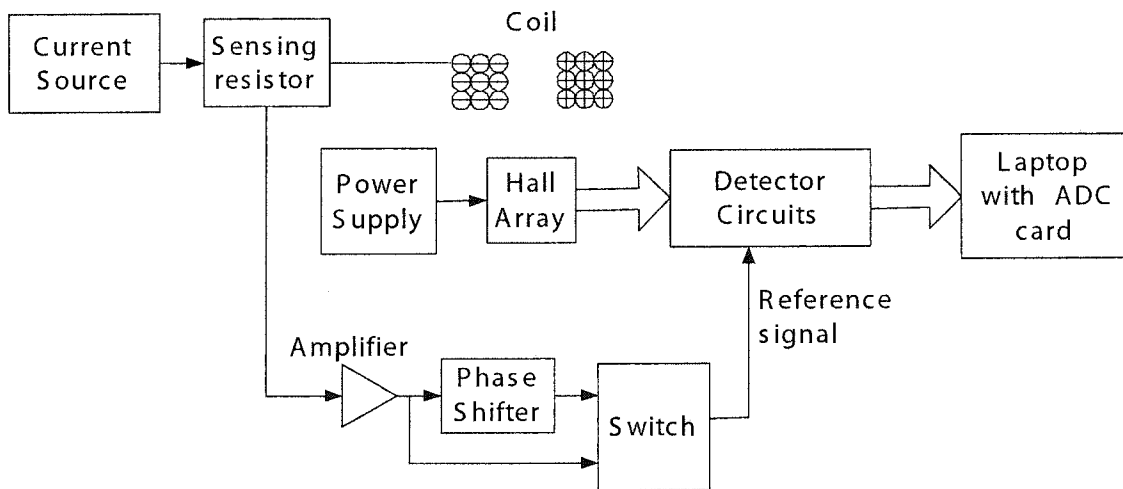 Coil
Current
Source
Sensing
resistor
Power
Supply
Hall
Array
Detector
Circuits
Laptop
with ADC
card
Reference
signal
Amplifier
Phase
Shifter
Switch